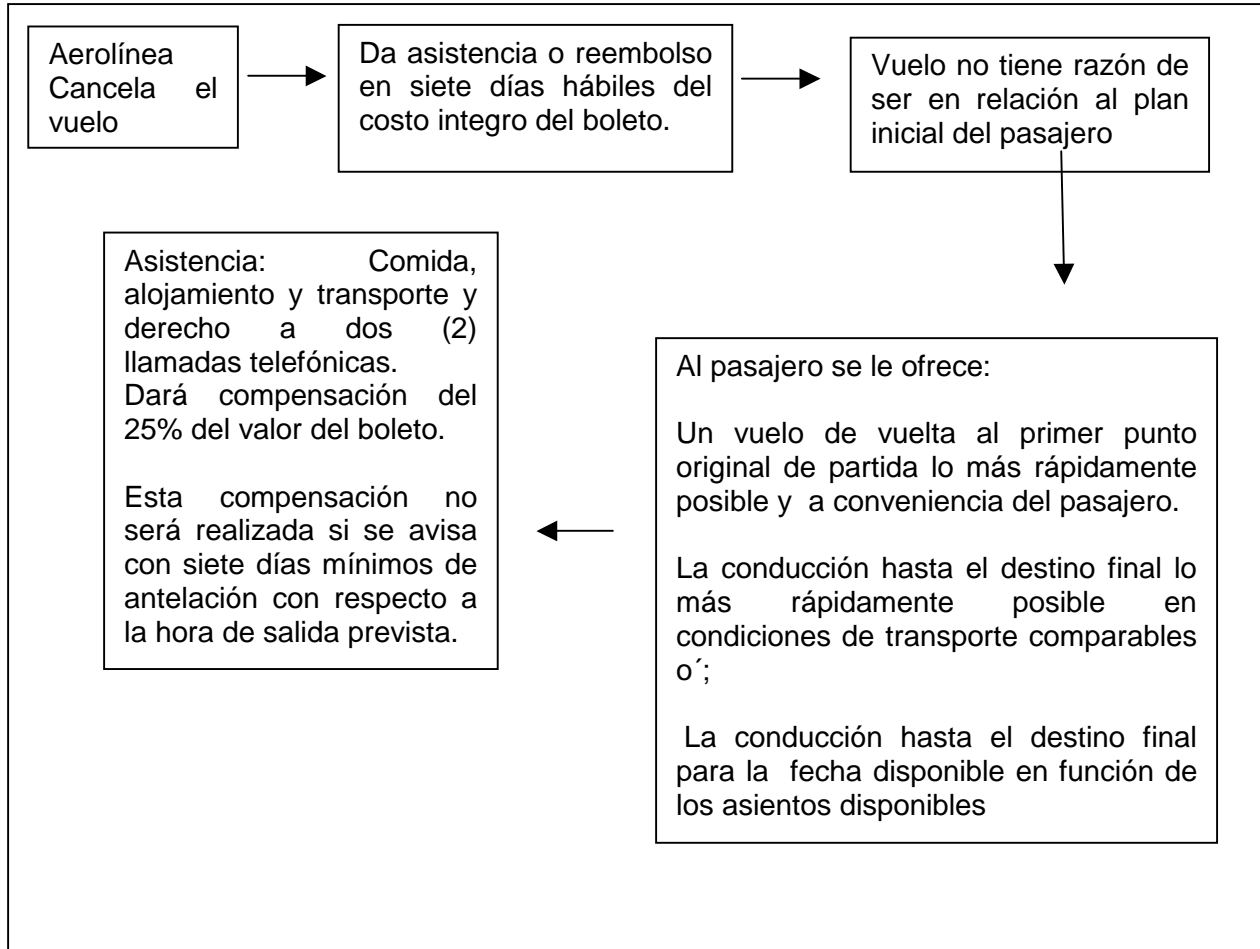 Aerolínea
Cancela el
vuelo
Da asistencia o reembolso
en siete días hábiles del
costo integro del boleto.
Vuelo no tiene razón de
ser en relación al plan
inicial del pasajero
Al pasajero se le ofrece:
Un vuelo de vuelta al primer punto
original de partida lo más rápidamente
posible y a conveniencia del pasajero.
La conducción hasta el destino final lo
más rápidamente posible en
condiciones de transporte comparables
o´;
La conducción hasta el destino final
para la fecha disponible en función de
los asientos disponibles
Asistencia: Comida,
alojamiento y transporte y
derecho a dos (2)
llamadas telefónicas.
Dará compensación del
25% del valor del boleto.
Esta compensación no
será realizada si se avisa
con siete días mínimos de
antelación con respecto a
la hora de salida prevista.